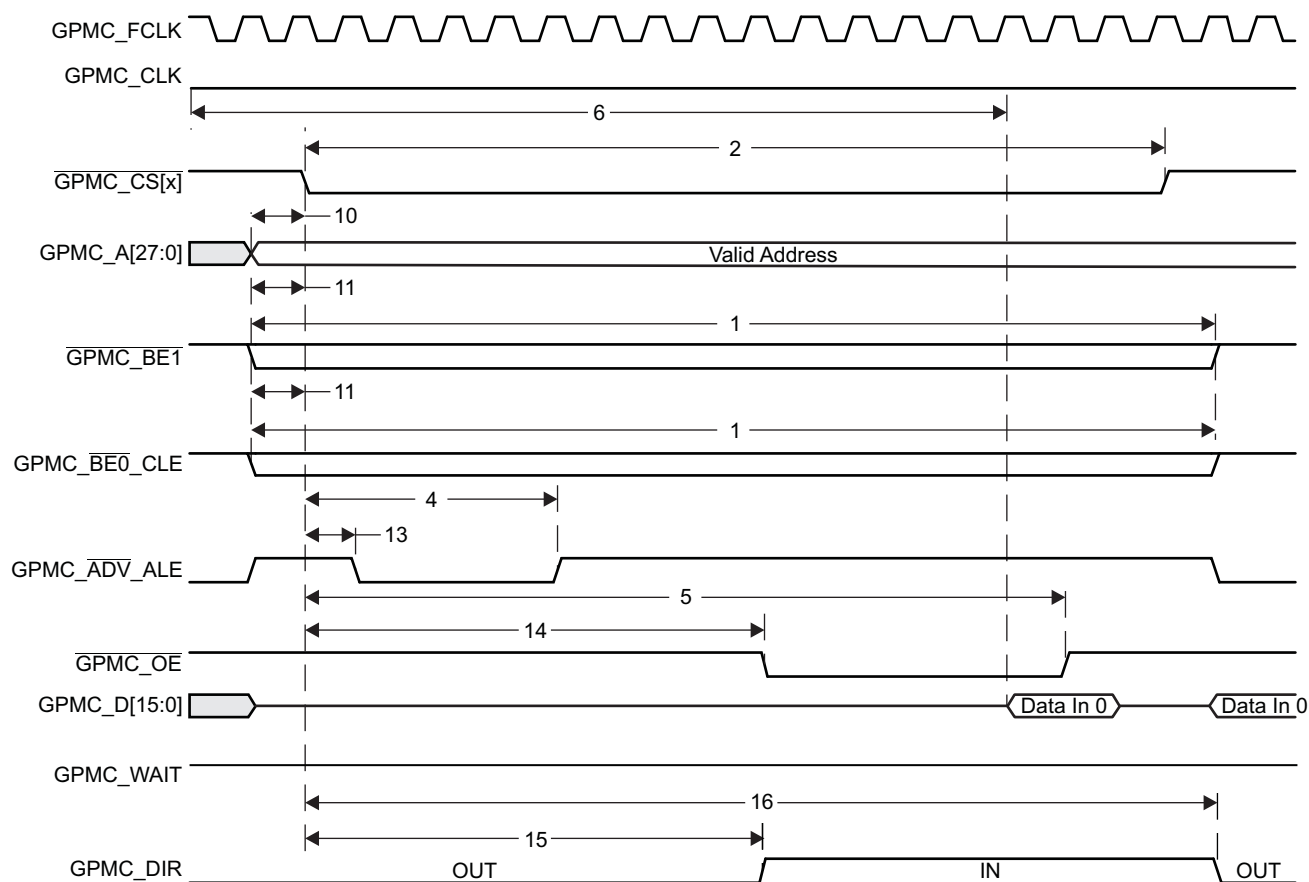 GPMC_FCLK
GPMC_CLK
6
2
GPMC_CS[x]
10
GPMC_A[27:0]
Valid Address
11
1
GPMC_BE1
11
1
GPMC_BE0_CLE
4
13
GPMC_ADV_ALE
5
14
GPMC_OE
GPMC_D[15:0]
Data In 0
Data In 0
GPMC_WAIT
16
15
GPMC_DIR
OUT
IN
OUT